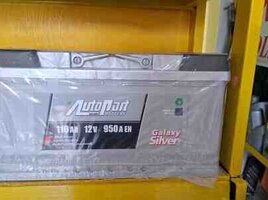 AutoPart
110AH 12V 950A EN
Galaxy
Silver